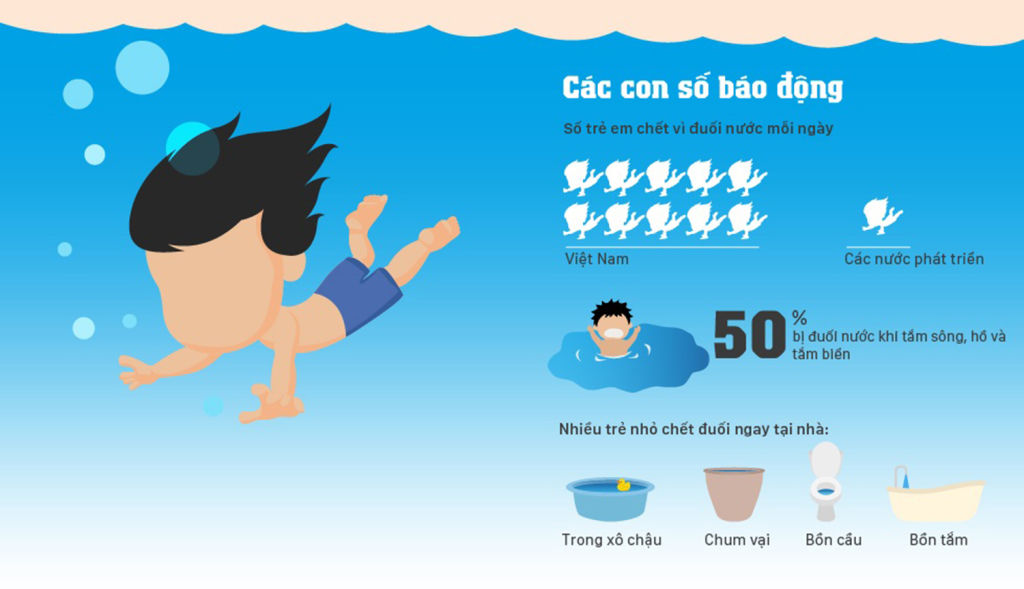 Các con số báo động
Số trẻ em chết vì đuối nước mỗi ngày
Việt Nam
Các nước phát triển
50 %
bị đuối nước khi tắm sông, hồ và
tắm biển
Nhiều trẻ nhỏ chết đuối ngay tại nhà:
Trong xô chậu
Chum vại
Bồn cầu
Bồn tắm